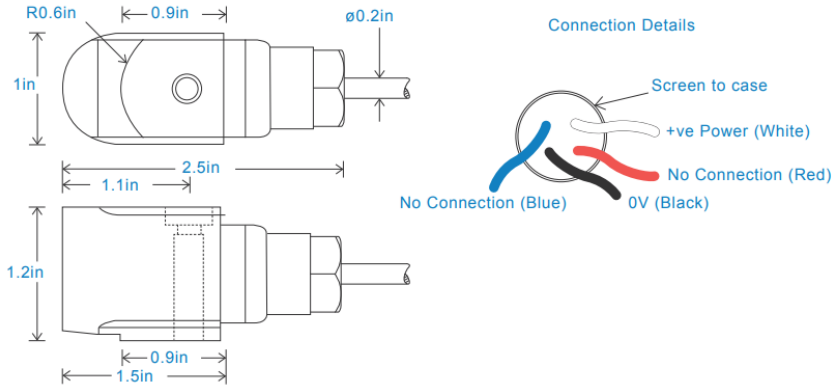 R0.6in
0.9in
ø0.2in
1in
2.5in
1.1in
1.2in
0.9in
1.5in
Connection Details
Screen to case
+ve Power (White)
No Connection (Red)
No Connection (Blue)
0V (Black)